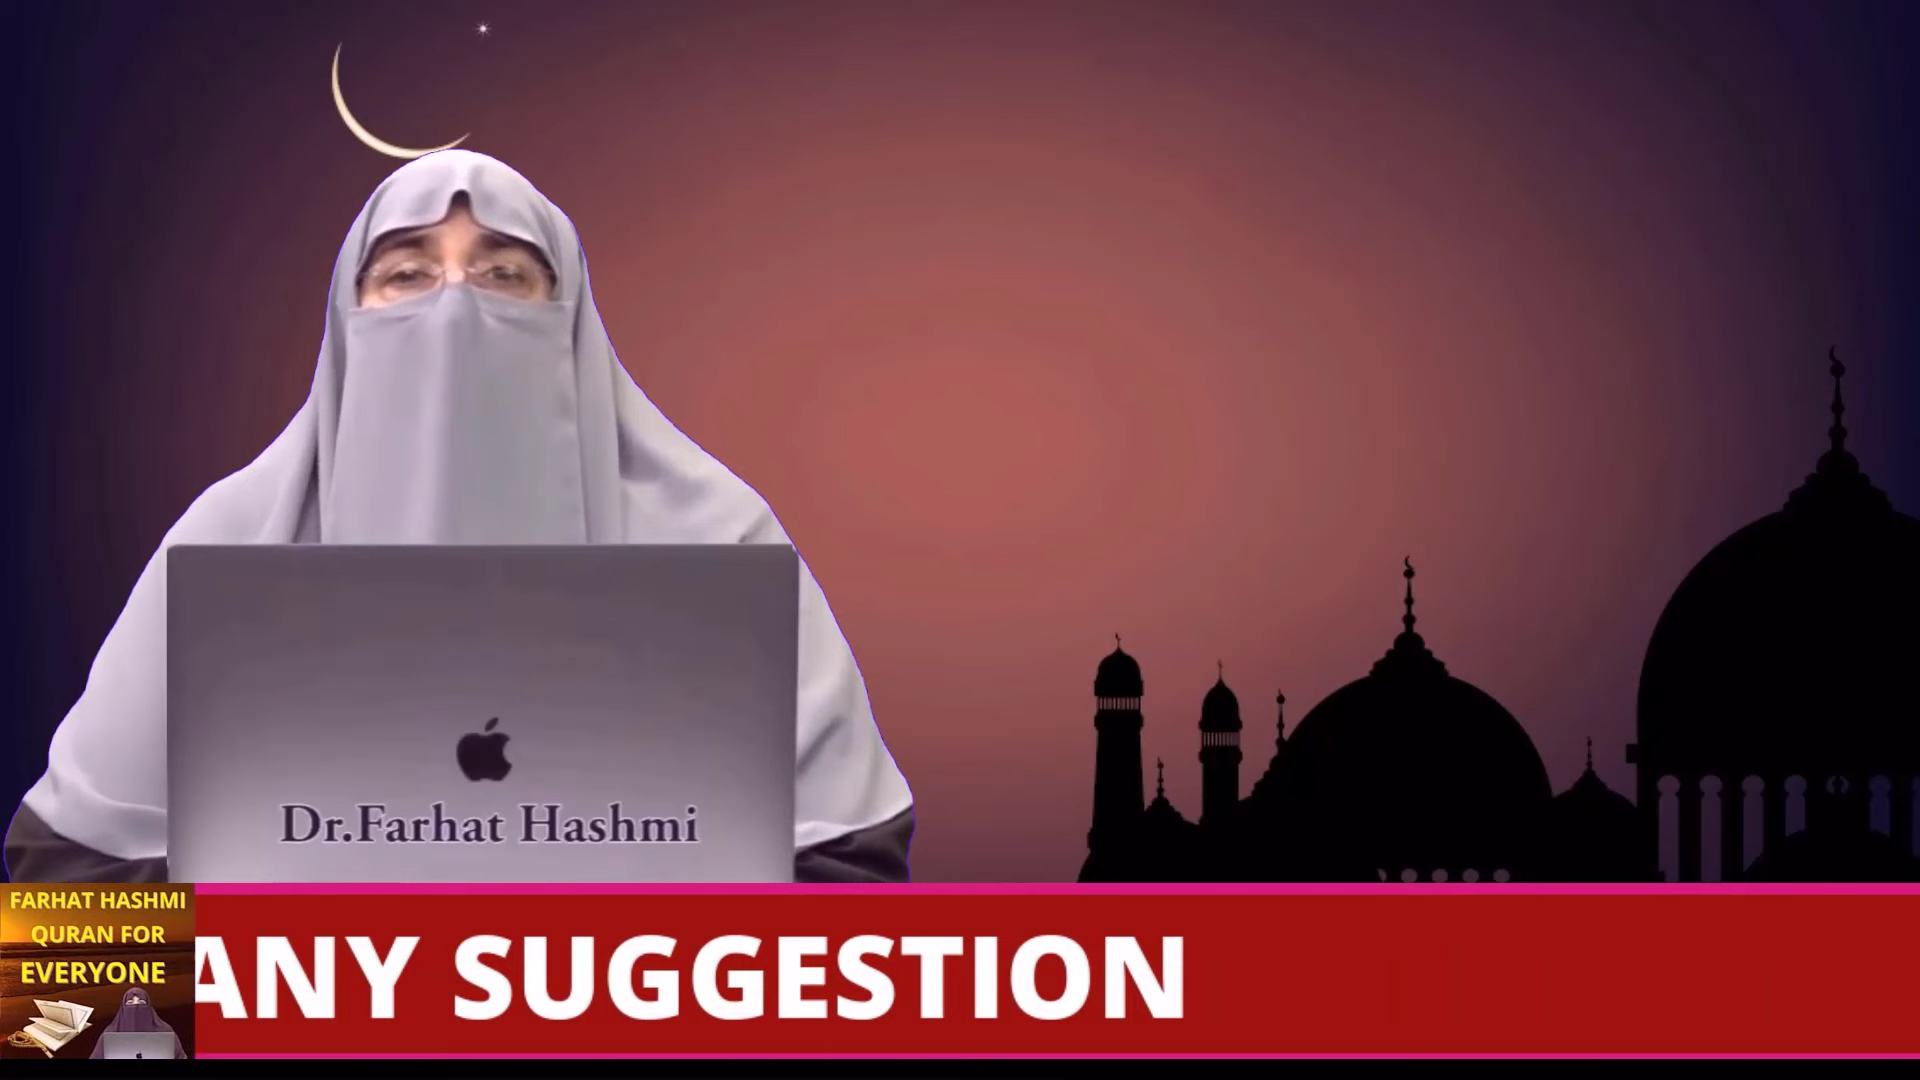 Dr.Farhat Hashmi
FARHAT HASHMI
QURAN FOR
EVERYONE
ANY SUGGESTION